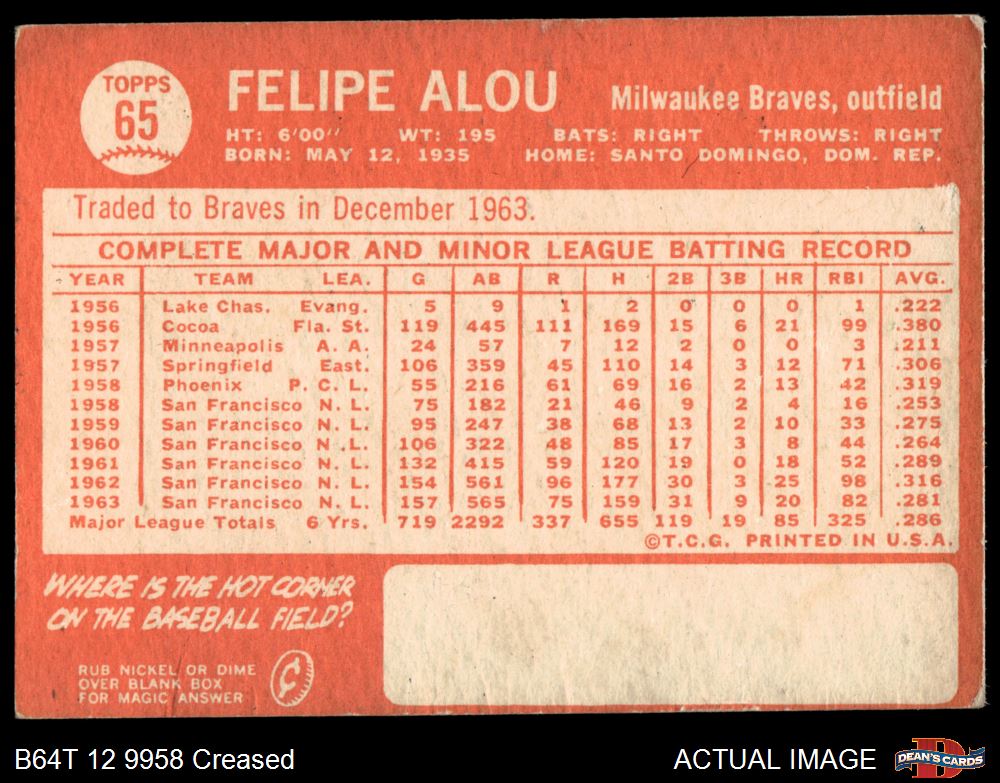 TOPPS
65
FELIPE ALOU Milwaukee Braves, outfield
HT: 6'00" WT: 195 BATS: RIGHT THROWS: RIGHT
BORN: MAY 12, 1935 HOME: SANTO DOMINGO, DOM. REP.
Traded to Braves in December 1963.
COMPLETE MAJOR AND MINOR LEAGUE BATTING RECORD
YEAR TEAM LEA. G AB R H 2B 3B HR RBI AVG.
1956 Lake Chas. Evang. 5 9 1 2 0 0 0 1 .222
1956 Cocoa Fla. St. 119 445 111 169 15 6 21 99 .380
1957 Minneapolis A. A. 24 57 7 12 2 0 0 3 .211
1957 Springfield East. 106 359 45 110 14 3 12 71 .306
1958 Phoenix P. C. L. 55 216 61 69 16 2 13 42 .319
1958 San Francisco N. L. 75 182 21 46 9 2 4 16 .253
1959 San Francisco N. L. 95 247 38 68 13 2 10 33 .275
1960 San Francisco N. L. 106 322 48 85 17 3 8 44 .264
1961 San Francisco N. L. 132 415 59 120 19 0 18 52 .289
1962 San Francisco N. L. 154 561 96 177 30 3 25 98 .316
1963 San Francisco N. L. 157 565 75 159 31 9 20 82 .281
Major League Totals 6 Yrs. 719 2292 337 655 119 19 85 325 .286
©T.C.G. PRINTED IN U.S.A.
WHERE IS THE HOT CORNER
ON THE BASEBALL FIELD?
RUB NICKEL OR DIME
OVER BLANK BOX
FOR MAGIC ANSWER
¢
B64T 12 9958 Creased ACTUAL IMAGE
D
DEAN'S CARDS